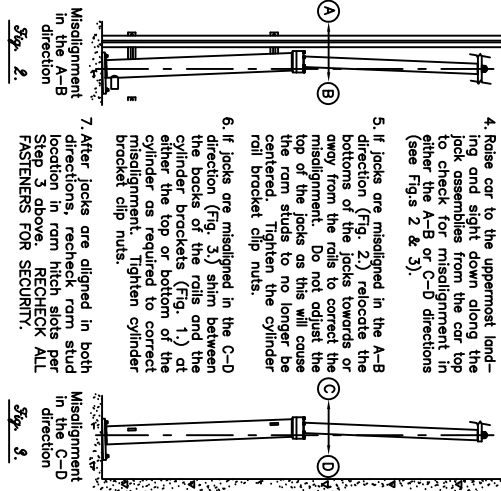 A
B
Misalignment
in the A-B
direction
Fig. 2.
4. Raise car to the uppermost land-
ing and sight down along the
jack assemblies from the car top
to check for misalignment in
either the A-B or C-D directions
(see Fig.s 2 & 3).
5. If jacks are misaligned in the A-B
direction (Fig. 2.) relocate the
bottoms of the jacks towards or
away from the rails to correct the
misalignment. Do not adjust the
top of the jacks as this will cause
the ram studs to no longer be
centered. Tighten the cylinder
rail bracket clip nuts.
6. If jacks are misaligned in the C-D
direction (Fig. 3.) shim between
the backs of the rails and the
cylinder brackets (Fig. 1.) at
either the top or bottom of the
cylinder as required to correct
misalignment. Tighten cylinder
bracket clip nuts.
7. After jacks are aligned in both
directions, recheck ram stud
location in ram hitch slots per
Step 3 above. RECHECK ALL
FASTENERS FOR SECURITY.
C
D
Misalignment
in the C-D
direction
Fig. 3.